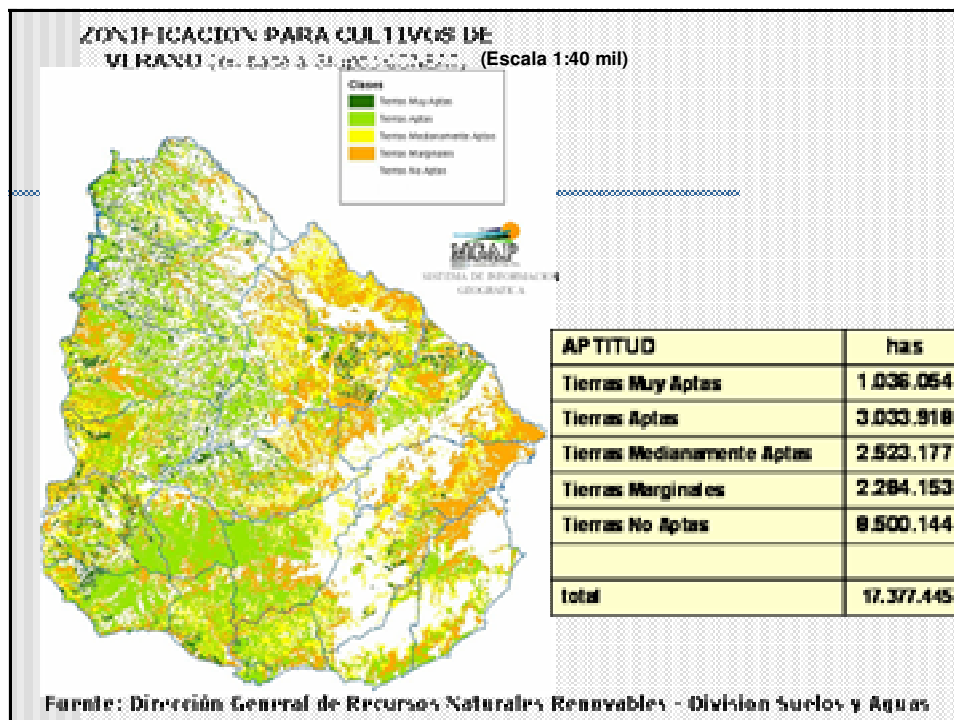 ZONIFICACION PARA CULTIVOS DE
VERANO (Escala 1:40 mil)
Clases
Tierras Muy Aptas
Tierras Aptas
Tierras Medianamente Aptas
Tierras Marginales
Tierras No Aptas
MGAP
SISTEMA DE INFORMACION
GEOGRAFICA
APTITUD has
Tierras Muy Aptas 1.036.054
Tierras Aptas 3.033.918
Tierras Medianamente Aptas 2.523.177
Tierras Marginales 2.284.153
Tierras No Aptas 8.500.144
total 17.377.445
Fuente: Dirección General de Recursos Naturales Renovables - Division Suelos y Aguas